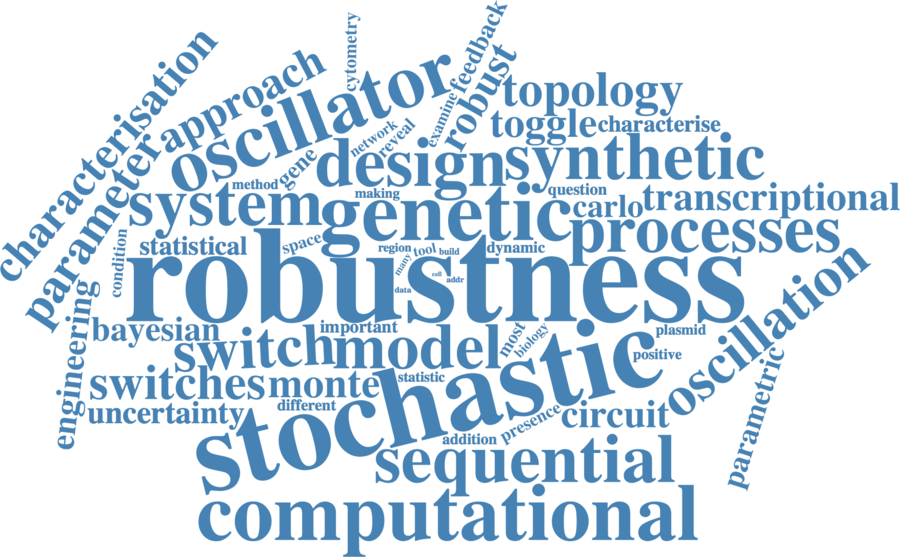 characterisation
parameter
approach
oscillator
cytometry
feedback
examine
robust
network
reveal
gene
method
topology
toggle
characterise
design
synthetic
making
question
system
genetic
carlo
transcriptional
processes
statistical
space
condition
region
many
tool
build
dynamic
cell
addr
data
robustness
engineering
bayesian
important
switch
model
most
biology
plasmid
positive
oscillation
switches
monte
statistic
uncertainty
different
stochastic
presence
addition
circuit
parametric
sequential
computational